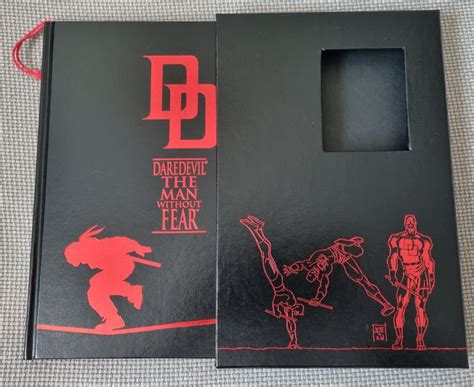 DD
DAREDEVIL
THE
MAN
WITHOUT
FEAR